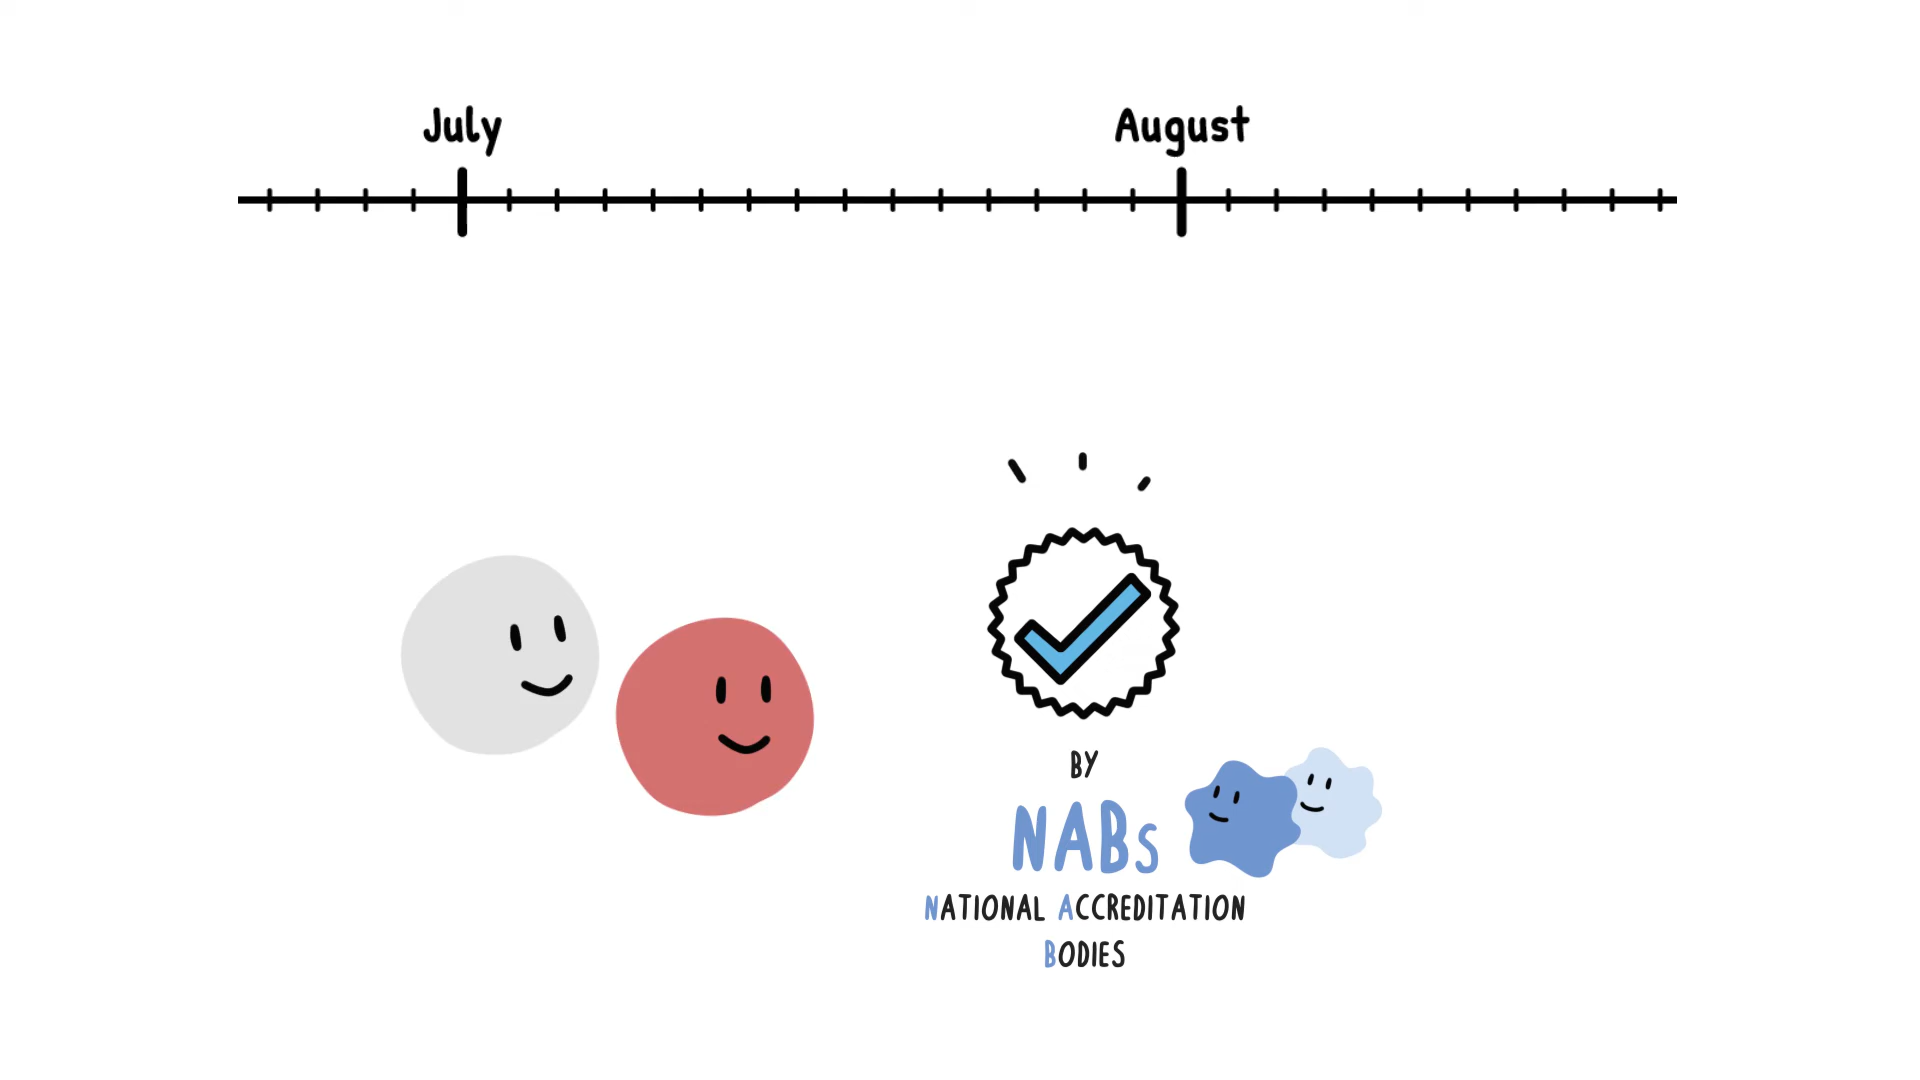 July
August
BY
NABs
NATIONAL ACCREDITATION
BODIES